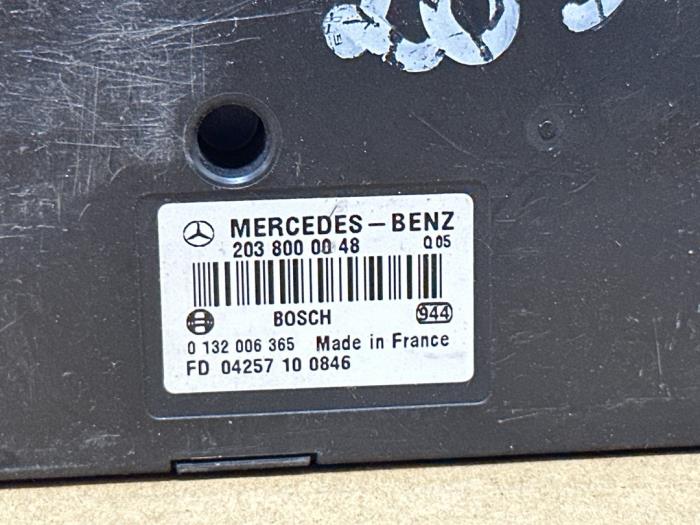 MERCEDES-BENZ
203 800 00 48 Q05
BOSCH 944
0 132 006 365 Made in France
FD 04257 10 0846